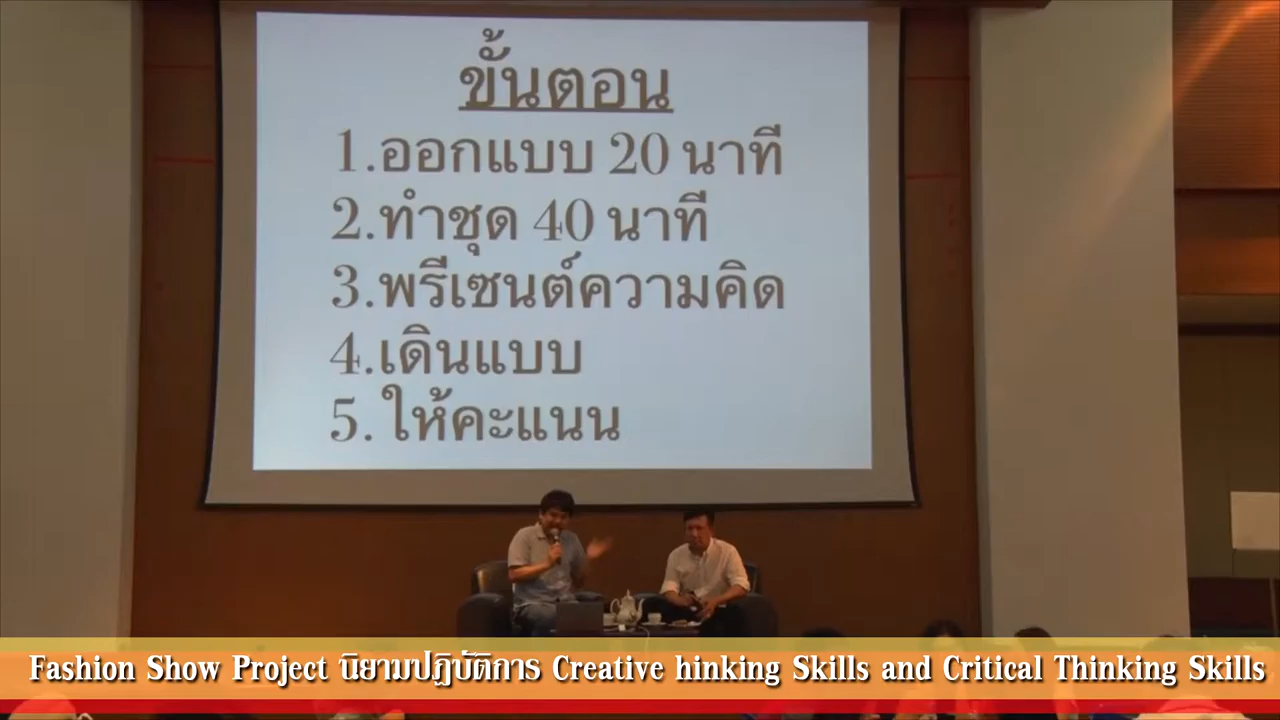 ขั้นตอน
1.ออกแบบ 20 นาที
2.ทำชุด 40 นาที
3.พรีเซนต์ความคิด
4.เดินแบบ
5. ให้คะแนน
Fashion Show Project นิยามปฏิบัติการ Creative hinking Skills and Critical Thinking Skills